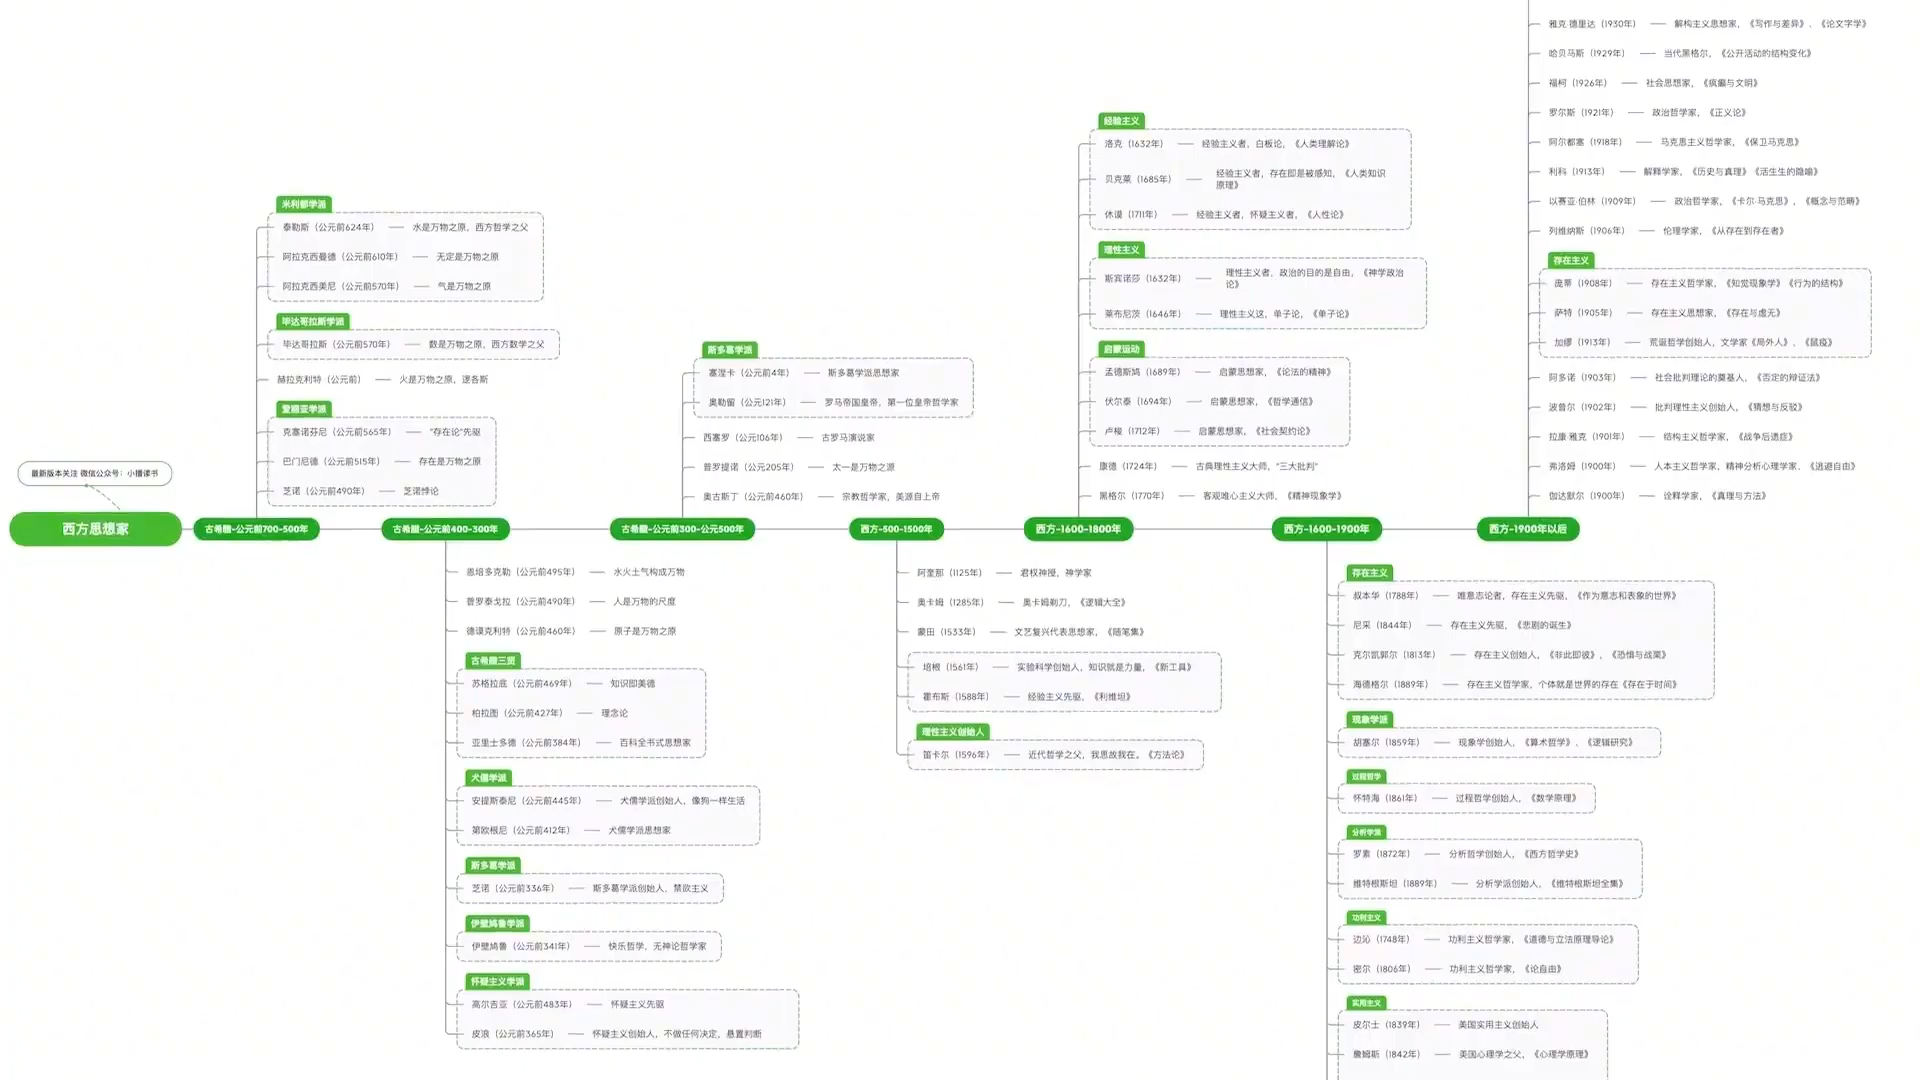 最新版本关注 微信公众号：小播读书
西方思想家
古希腊-公元前700-500年
米利都学派
泰勒斯（公元前624年） 水是万物之原，西方哲学之父
阿拉克西曼德（公元前610年） 无定是万物之原
阿拉克西美尼（公元前570年） 气是万物之原
毕达哥拉斯学派
毕达哥拉斯（公元前570年） 数是万物之原，西方数学之父
赫拉克利特（公元前） 火是万物之原，逻各斯
爱丽亚学派
克塞诺芬尼（公元前565年） “存在论”先驱
巴门尼德（公元前515年） 存在是万物之原
芝诺（公元前490年） 芝诺悖论
古希腊-公元前400-300年
恩培多克勒（公元前495年） 水火土气构成万物
普罗泰戈拉（公元前490年） 人是万物的尺度
德谟克利特（公元前460年） 原子是万物之原
古希腊三贤
苏格拉底（公元前469年） 知识即美德
柏拉图（公元前427年） 理念论
亚里士多德（公元前384年） 百科全书式思想家
犬儒学派
安提斯泰尼（公元前445年） 犬儒学派创始人，像狗一样生活
第欧根尼（公元前412年） 犬儒学派思想家
斯多葛学派
芝诺（公元前336年） 斯多葛学派创始人、禁欲主义
伊壁鸠鲁学派
伊壁鸠鲁（公元前341年） 快乐哲学，无神论哲学家
怀疑主义学派
高尔吉亚（公元前483年） 怀疑主义先驱
皮浪（公元前365年） 怀疑主义创始人，不做任何决定，悬置判断
古希腊-公元前300-公元500年
斯多葛学派
塞涅卡（公元前4年） 斯多葛学派思想家
奥勒留（公元121年） 罗马帝国皇帝，第一位皇帝哲学家
西塞罗（公元106年） 古罗马演说家
普罗提诺（公元205年） 太一是万物之源
奥古斯丁（公元前460年） 宗教哲学家，美源自上帝
西方-500-1500年
阿奎那（1125年） 君权神授，神学家
奥卡姆（1285年） 奥卡姆剃刀，《逻辑大全》
蒙田（1533年） 文艺复兴代表思想家，《随笔集》
培根（1561年） 实验科学创始人，知识就是力量，《新工具》
霍布斯（1588年） 经验主义先驱，《利维坦》
理性主义创始人
笛卡尔（1596年） 近代哲学之父，我思故我在。《方法论》
西方-1600-1800年
经验主义
洛克（1632年） 经验主义者，白板论，《人类理解论》
贝克莱（1685年） 经验主义者，存在即是被感知，《人类知识
原理》
休谟（1711年） 经验主义者，怀疑主义者，《人性论》
理性主义
斯宾诺莎（1632年） 理性主义者，政治的目的是自由，《神学政治
论》
莱布尼茨（1646年） 理性主义这，单子论，《单子论》
启蒙运动
孟德斯鸠（1689年） 启蒙思想家，《论法的精神》
伏尔泰（1694年） 启蒙思想家，《哲学通信》
卢梭（1712年） 启蒙思想家，《社会契约论》
康德（1724年） 古典理性主义大师，“三大批判”
黑格尔（1770年） 客观唯心主义大师，《精神现象学》
西方-1600-1900年
存在主义
叔本华（1788年） 唯意志论者，存在主义先驱，《作为意志和表象的世界》
尼采（1844年） 存在主义先驱，《悲剧的诞生》
克尔凯郭尔（1813年） 存在主义创始人，《非此即彼》、《恐惧与战栗》
海德格尔（1889年） 存在主义哲学家，个体就是世界的存在《存在于时间》
现象学派
胡塞尔（1859年） 现象学创始人，《算术哲学》、《逻辑研究》
过程哲学
怀特海（1861年） 过程哲学创始人，《数学原理》
分析学派
罗素（1872年） 分析哲学创始人，《西方哲学史》
维特根斯坦（1889年） 分析学派创始人，《维特根斯坦全集》
功利主义
边沁（1748年） 功利主义哲学家，《道德与立法原理导论》
密尔（1806年） 功利主义哲学家，《论自由》
实用主义
皮尔士（1839年） 美国实用主义创始人
詹姆斯（1842年） 美国心理学之父，《心理学原理》
西方-1900年以后
雅克·德里达（1930年） 解构主义思想家，《写作与差异》、《论文字学》
哈贝马斯（1929年） 当代黑格尔，《公开活动的结构变化》
福柯（1926年） 社会思想家，《疯癫与文明》
罗尔斯（1921年） 政治哲学家，《正义论》
阿尔都塞（1918年） 马克思主义哲学家，《保卫马克思》
利科（1913年） 解释学家，《历史与真理》《活生生的隐喻》
以赛亚·伯林（1909年） 政治哲学家，《卡尔·马克思》，《概念与范畴》
列维纳斯（1906年） 伦理学家，《从存在到存在者》
存在主义
庞蒂（1908年） 存在主义哲学家，《知觉现象学》《行为的结构》
萨特（1905年） 存在主义思想家，《存在与虚无》
加缪（1913年） 荒诞哲学创始人，文学家《局外人》、《鼠疫》
阿多诺（1903年） 社会批判理论的奠基人，《否定的辩证法》
波普尔（1902年） 批判理性主义创始人，《猜想与反驳》
拉康·雅克（1901年） 结构主义哲学家，《战争后遗症》
弗洛姆（1900年） 人本主义哲学家，精神分析心理学家，《逃避自由》
伽达默尔（1900年） 诠释学家，《真理与方法》